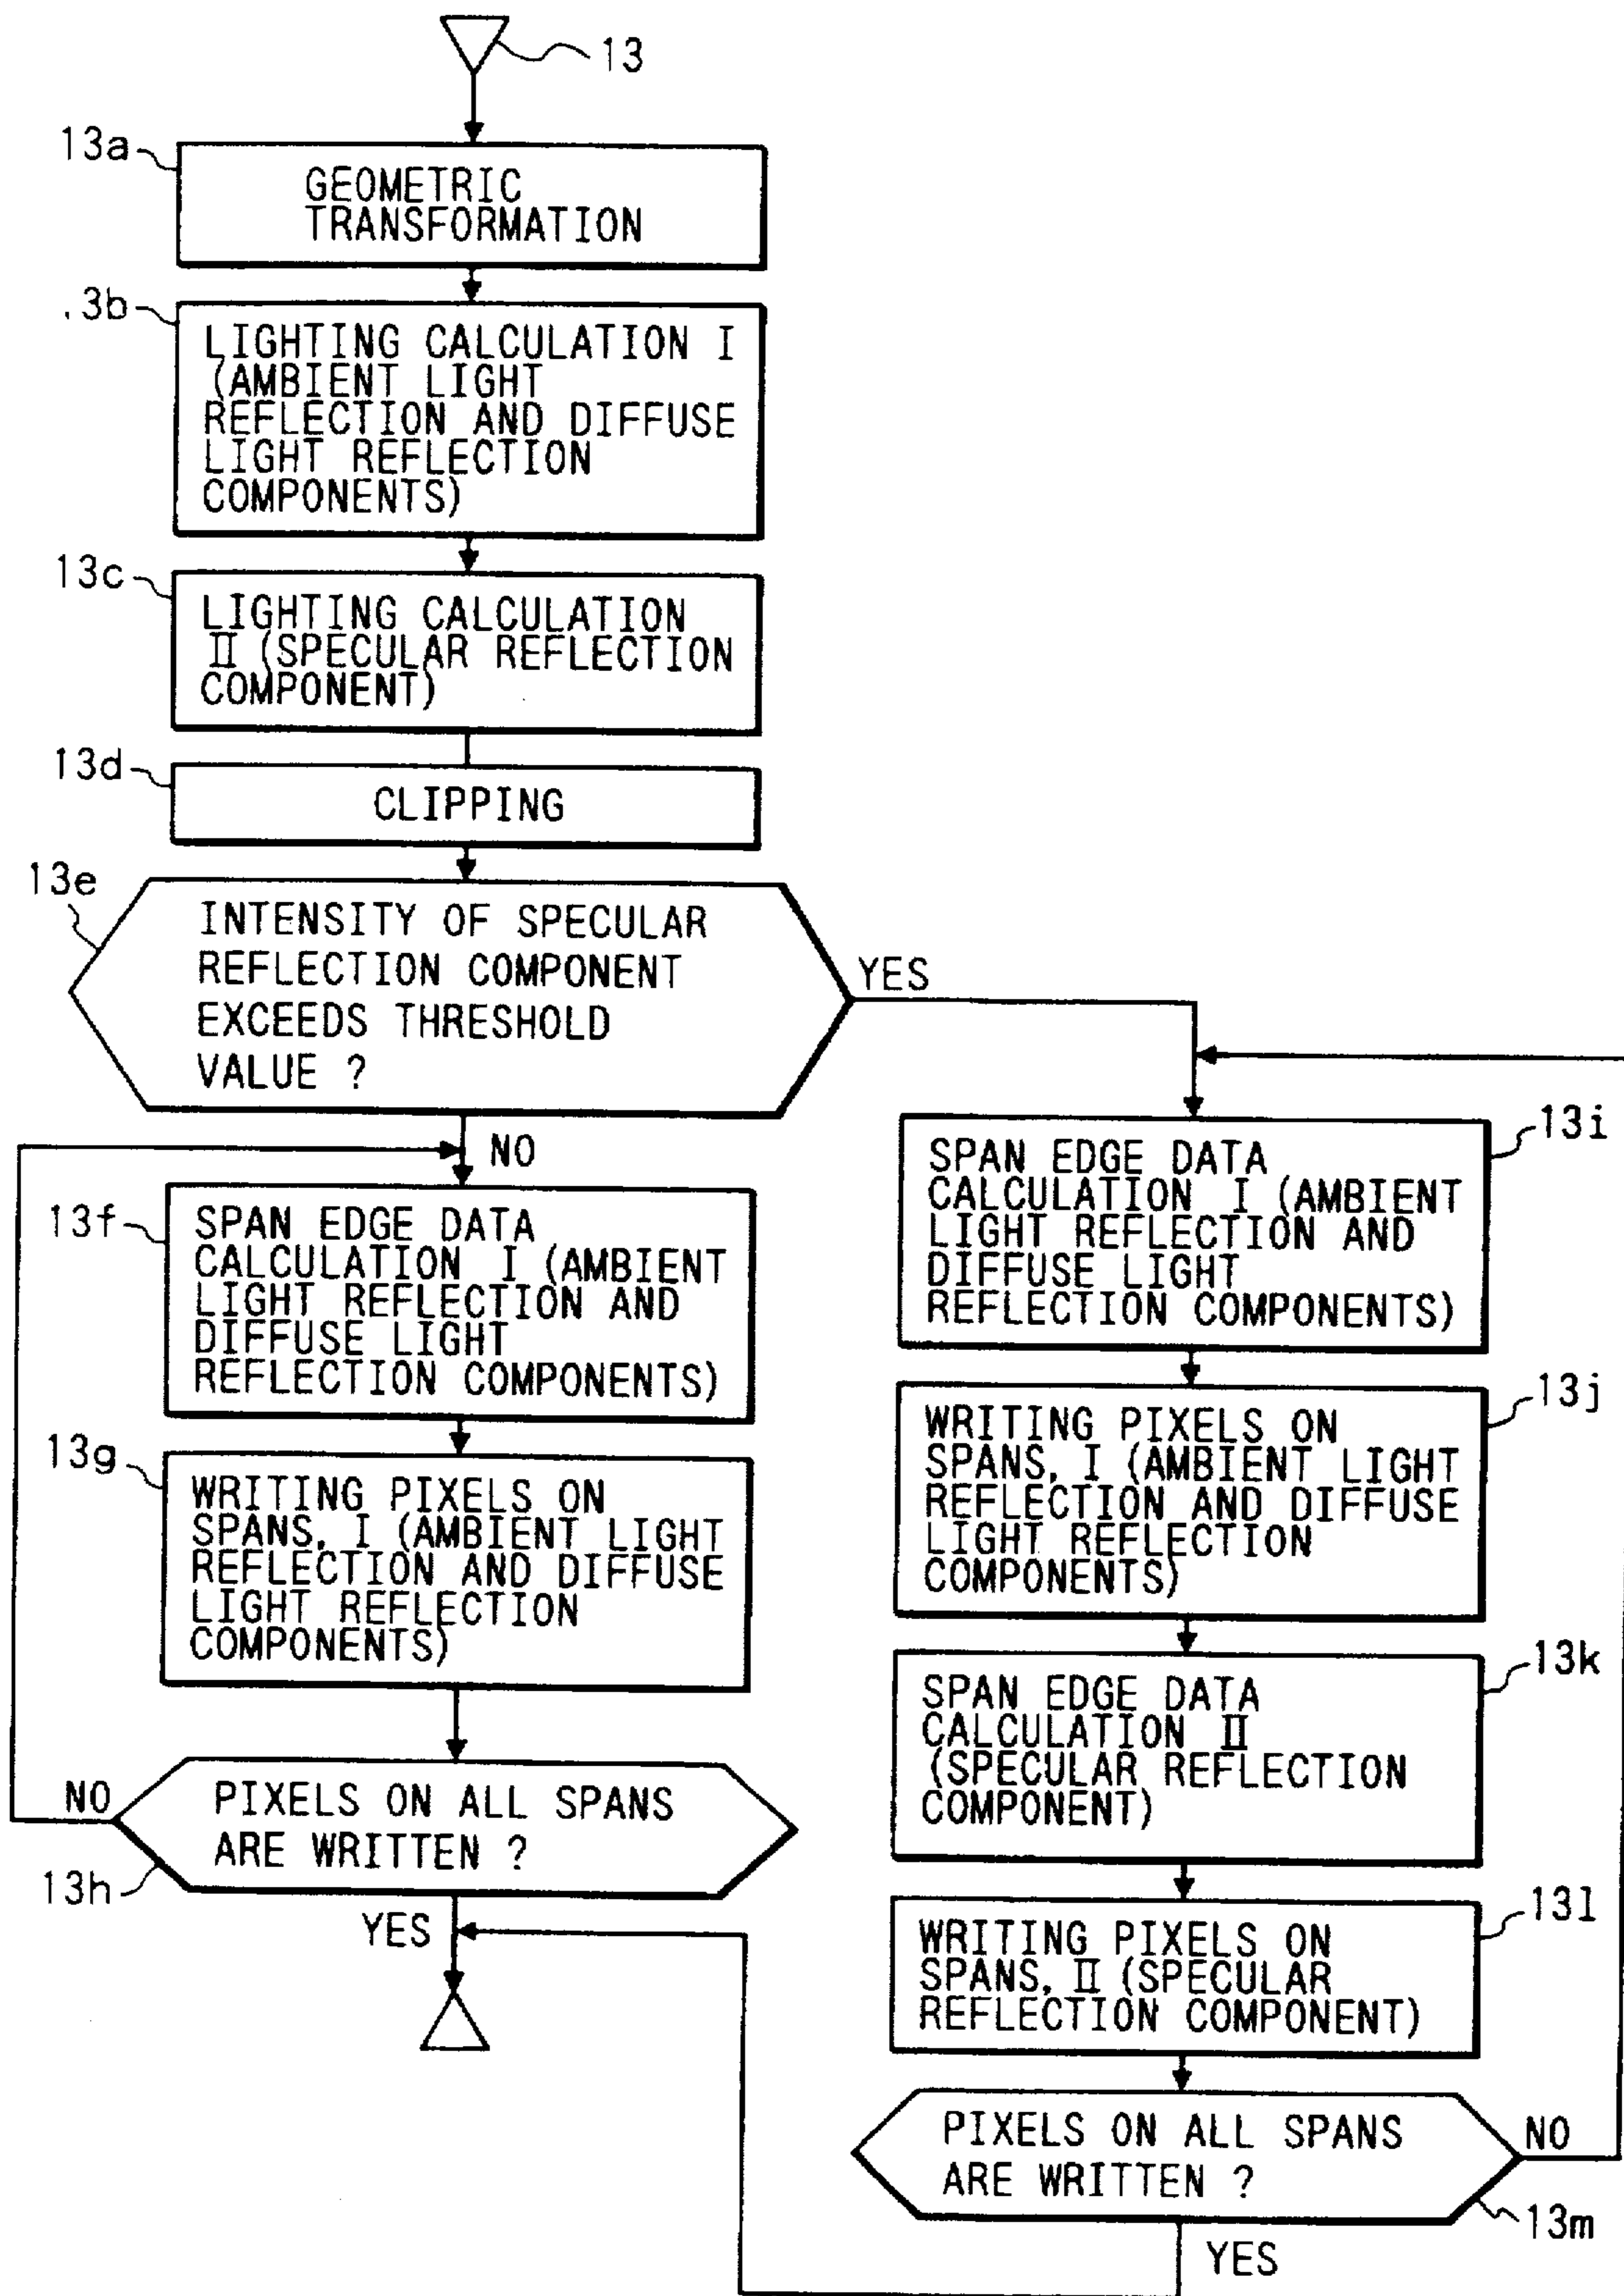 13
13a
GEOMETRIC
TRANSFORMATION
.3b
LIGHTING CALCULATION I
(AMBIENT LIGHT
REFLECTION AND DIFFUSE
LIGHT REFLECTION
COMPONENTS)
13c
LIGHTING CALCULATION
II (SPECULAR REFLECTION
COMPONENT)
13d
CLIPPING
13e
INTENSITY OF SPECULAR
REFLECTION COMPONENT
EXCEEDS THRESHOLD
VALUE ?
YES
NO
13f
SPAN EDGE DATA
CALCULATION I (AMBIENT
LIGHT REFLECTION AND
DIFFUSE LIGHT
REFLECTION COMPONENTS)
13g
WRITING PIXELS ON
SPANS, I (AMBIENT LIGHT
REFLECTION AND DIFFUSE
LIGHT REFLECTION
COMPONENTS)
NO
PIXELS ON ALL SPANS
ARE WRITTEN ?
13h
YES
13i
SPAN EDGE DATA
CALCULATION I (AMBIENT
LIGHT REFLECTION AND
DIFFUSE LIGHT
REFLECTION COMPONENTS)
13j
WRITING PIXELS ON
SPANS, I (AMBIENT LIGHT
REFLECTION AND DIFFUSE
LIGHT REFLECTION
COMPONENTS)
13k
SPAN EDGE DATA
CALCULATION II
(SPECULAR REFLECTION
COMPONENT)
13l
WRITING PIXELS ON
SPANS, II (SPECULAR
REFLECTION COMPONENT)
PIXELS ON ALL SPANS
ARE WRITTEN ?
NO
13m
YES